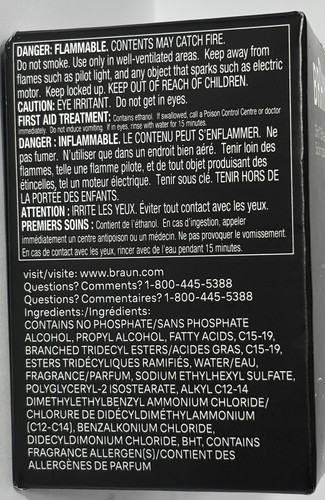 DANGER: FLAMMABLE. CONTENTS MAY CATCH FIRE.
Do not smoke. Use only in well-ventilated areas. Keep away from
flames such as pilot light, and any object that sparks such as electric
motor. Keep locked up. KEEP OUT OF REACH OF CHILDREN.
CAUTION: EYE IRRITANT. Do not get in eyes.
FIRST AID TREATMENT: Contains ethanol If swallowed, call a Poison Control Centre or doctor
immediately. Do not induce vomiting. If in eyes, rinse with water for 15 minutes.
DANGER : INFLAMMABLE. LE CONTENU PEUT S'ENFLAMMER. Ne
pas fumer. N'utiliser que dans un endroit bien aéré. Tenir loin des
flammes, telle une flamme pilote, et de tout objet produisant des
étincelles, tel un moteur électrique. Tenir sous clé. TENIR HORS DE
LA PORTÉE DES ENFANTS.
ATTENTION : IRRITE LES YEUX. Éviter tout contact avec les yeux.
PREMIERS SOINS : Contient de l'éthanol. En cas d'ingestion, appeler
immédiatement un centre antipoison ou un médecin. Ne pas provoquer le vomissement.
En cas de contact avec les yeux, rincer avec de l'eau pendant 15 minutes.
visit/visite: www.braun.com
Questions? Comments? 1-800-445-5388
Questions? Commentaires? 1-800-445-5388
Ingredients:/Ingrédients:
CONTAINS NO PHOSPHATE/SANS PHOSPHATE
ALCOHOL, PROPYL ALCOHOL, FATTY ACIDS, C15-19,
BRANCHED TRIDECYL ESTERS/ACIDES GRAS, C15-19,
ESTERS TRIDÉCYLIQUES RAMIFIÉS, WATER/EAU,
FRAGRANCE/PARFUM, SODIUM ETHYLHEXYL SULFATE,
POLYGLYCERYL-2 ISOSTEARATE, ALKYL C12-14
DIMETHYLETHYLBENZYL AMMONIUM CHLORIDE/
CHLORURE DE DIDÉCYLDIMÉTHYLAMMONIUM
(C12-C14), BENZALKONIUM CHLORIDE,
DIDECYLDIMONIUM CHLORIDE, BHT, CONTAINS
FRAGRANCE ALLERGEN(S)/CONTIENT DES
ALLERGÈNES DE PARFUM